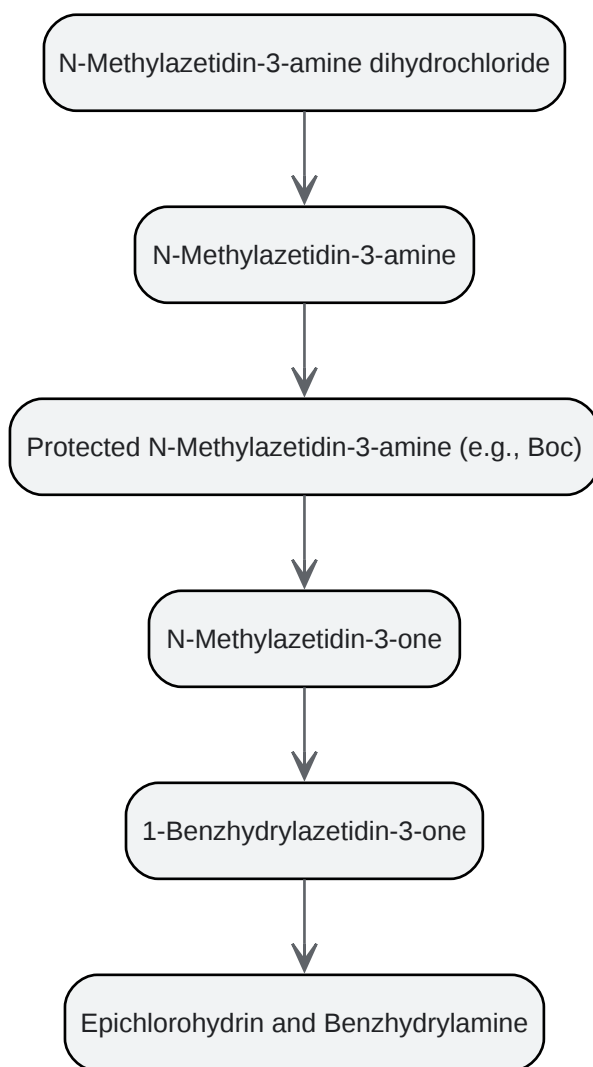 N-Methylazetidin-3-amine dihydrochloride
N-Methylazetidin-3-amine
Protected N-Methylazetidin-3-amine (e.g., Boc)
N-Methylazetidin-3-one
1-Benzhydrylazetidin-3-one
Epichlorohydrin and Benzhydrylamine